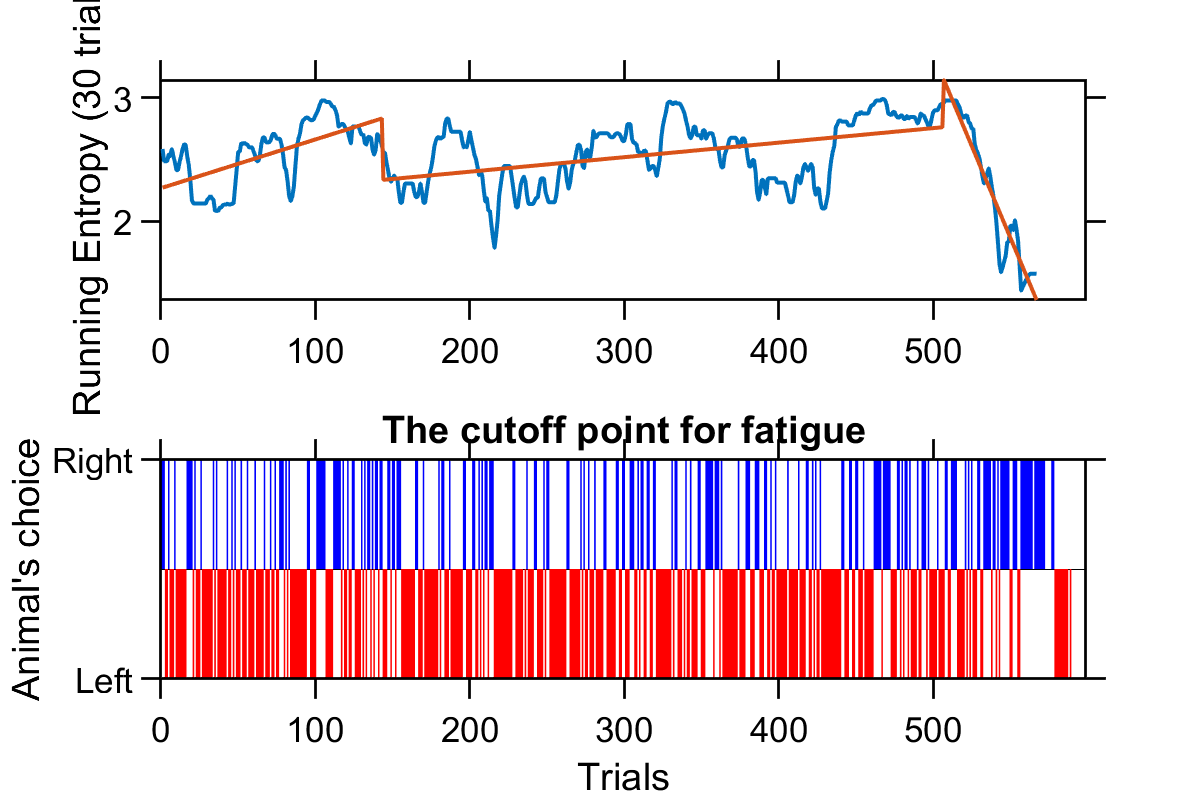 Running Entropy (30 trial
3
2
0 100 200 300 400 500
The cutoff point for fatigue
Animal's choice
Right
Left
0 100 200 300 400 500
Trials